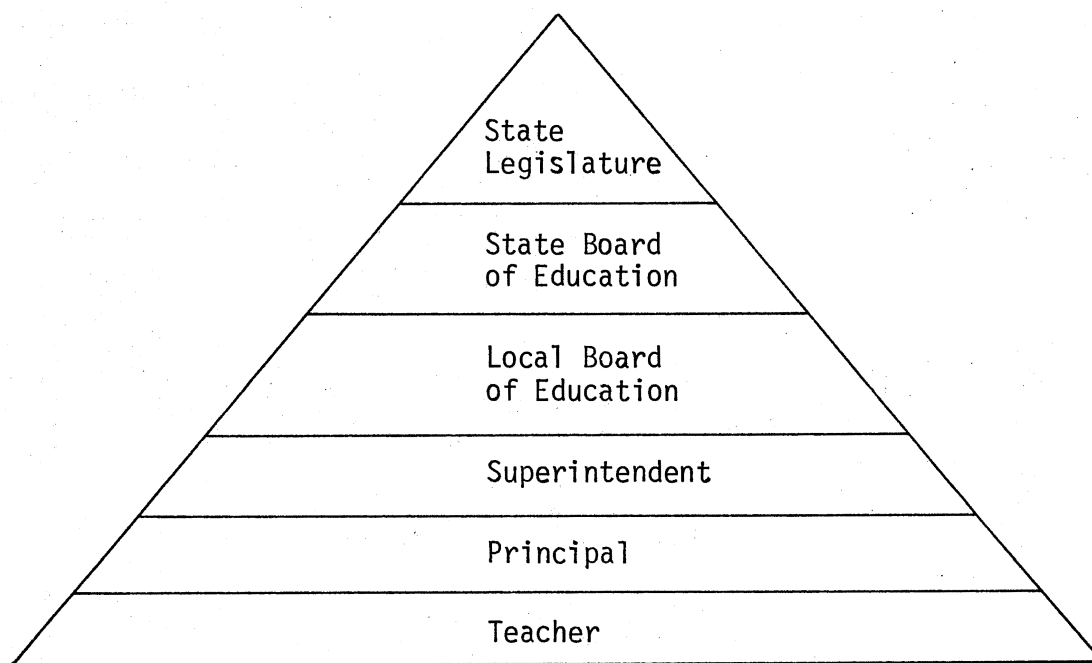 State
Legislature
State Board
of Education
Local Board
of Education
Superintendent
Principal
Teacher